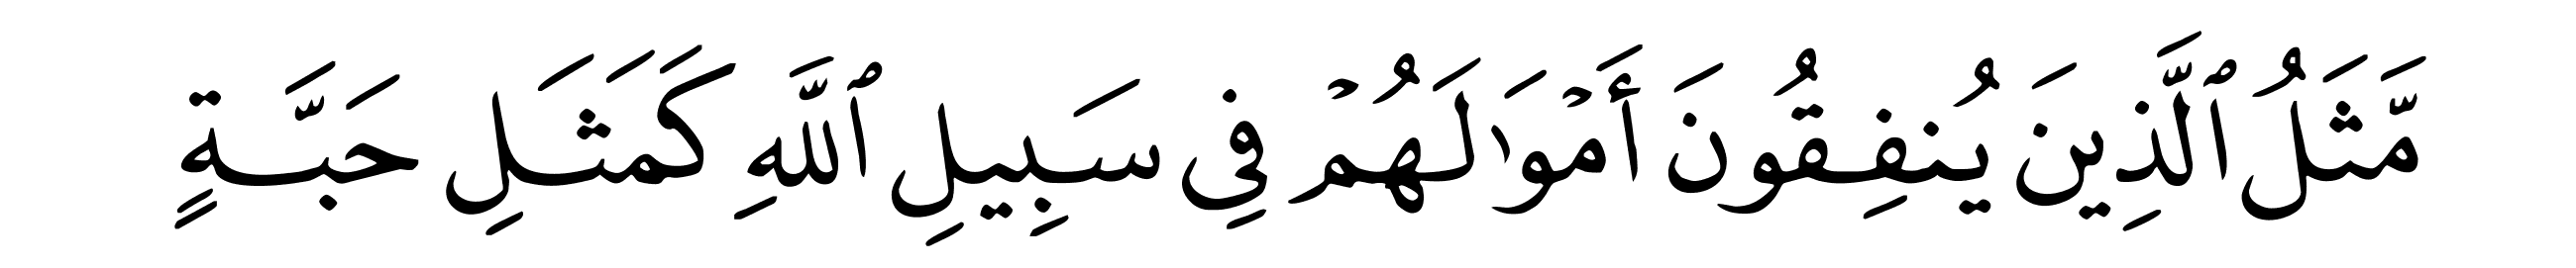 مَّثَلُ ٱلَّذِينَ يُنفِقُونَ أَمۡوَٰلَهُمۡ فِي سَبِيلِ ٱللَّهِ كَمَثَلِ حَبَّةٍ